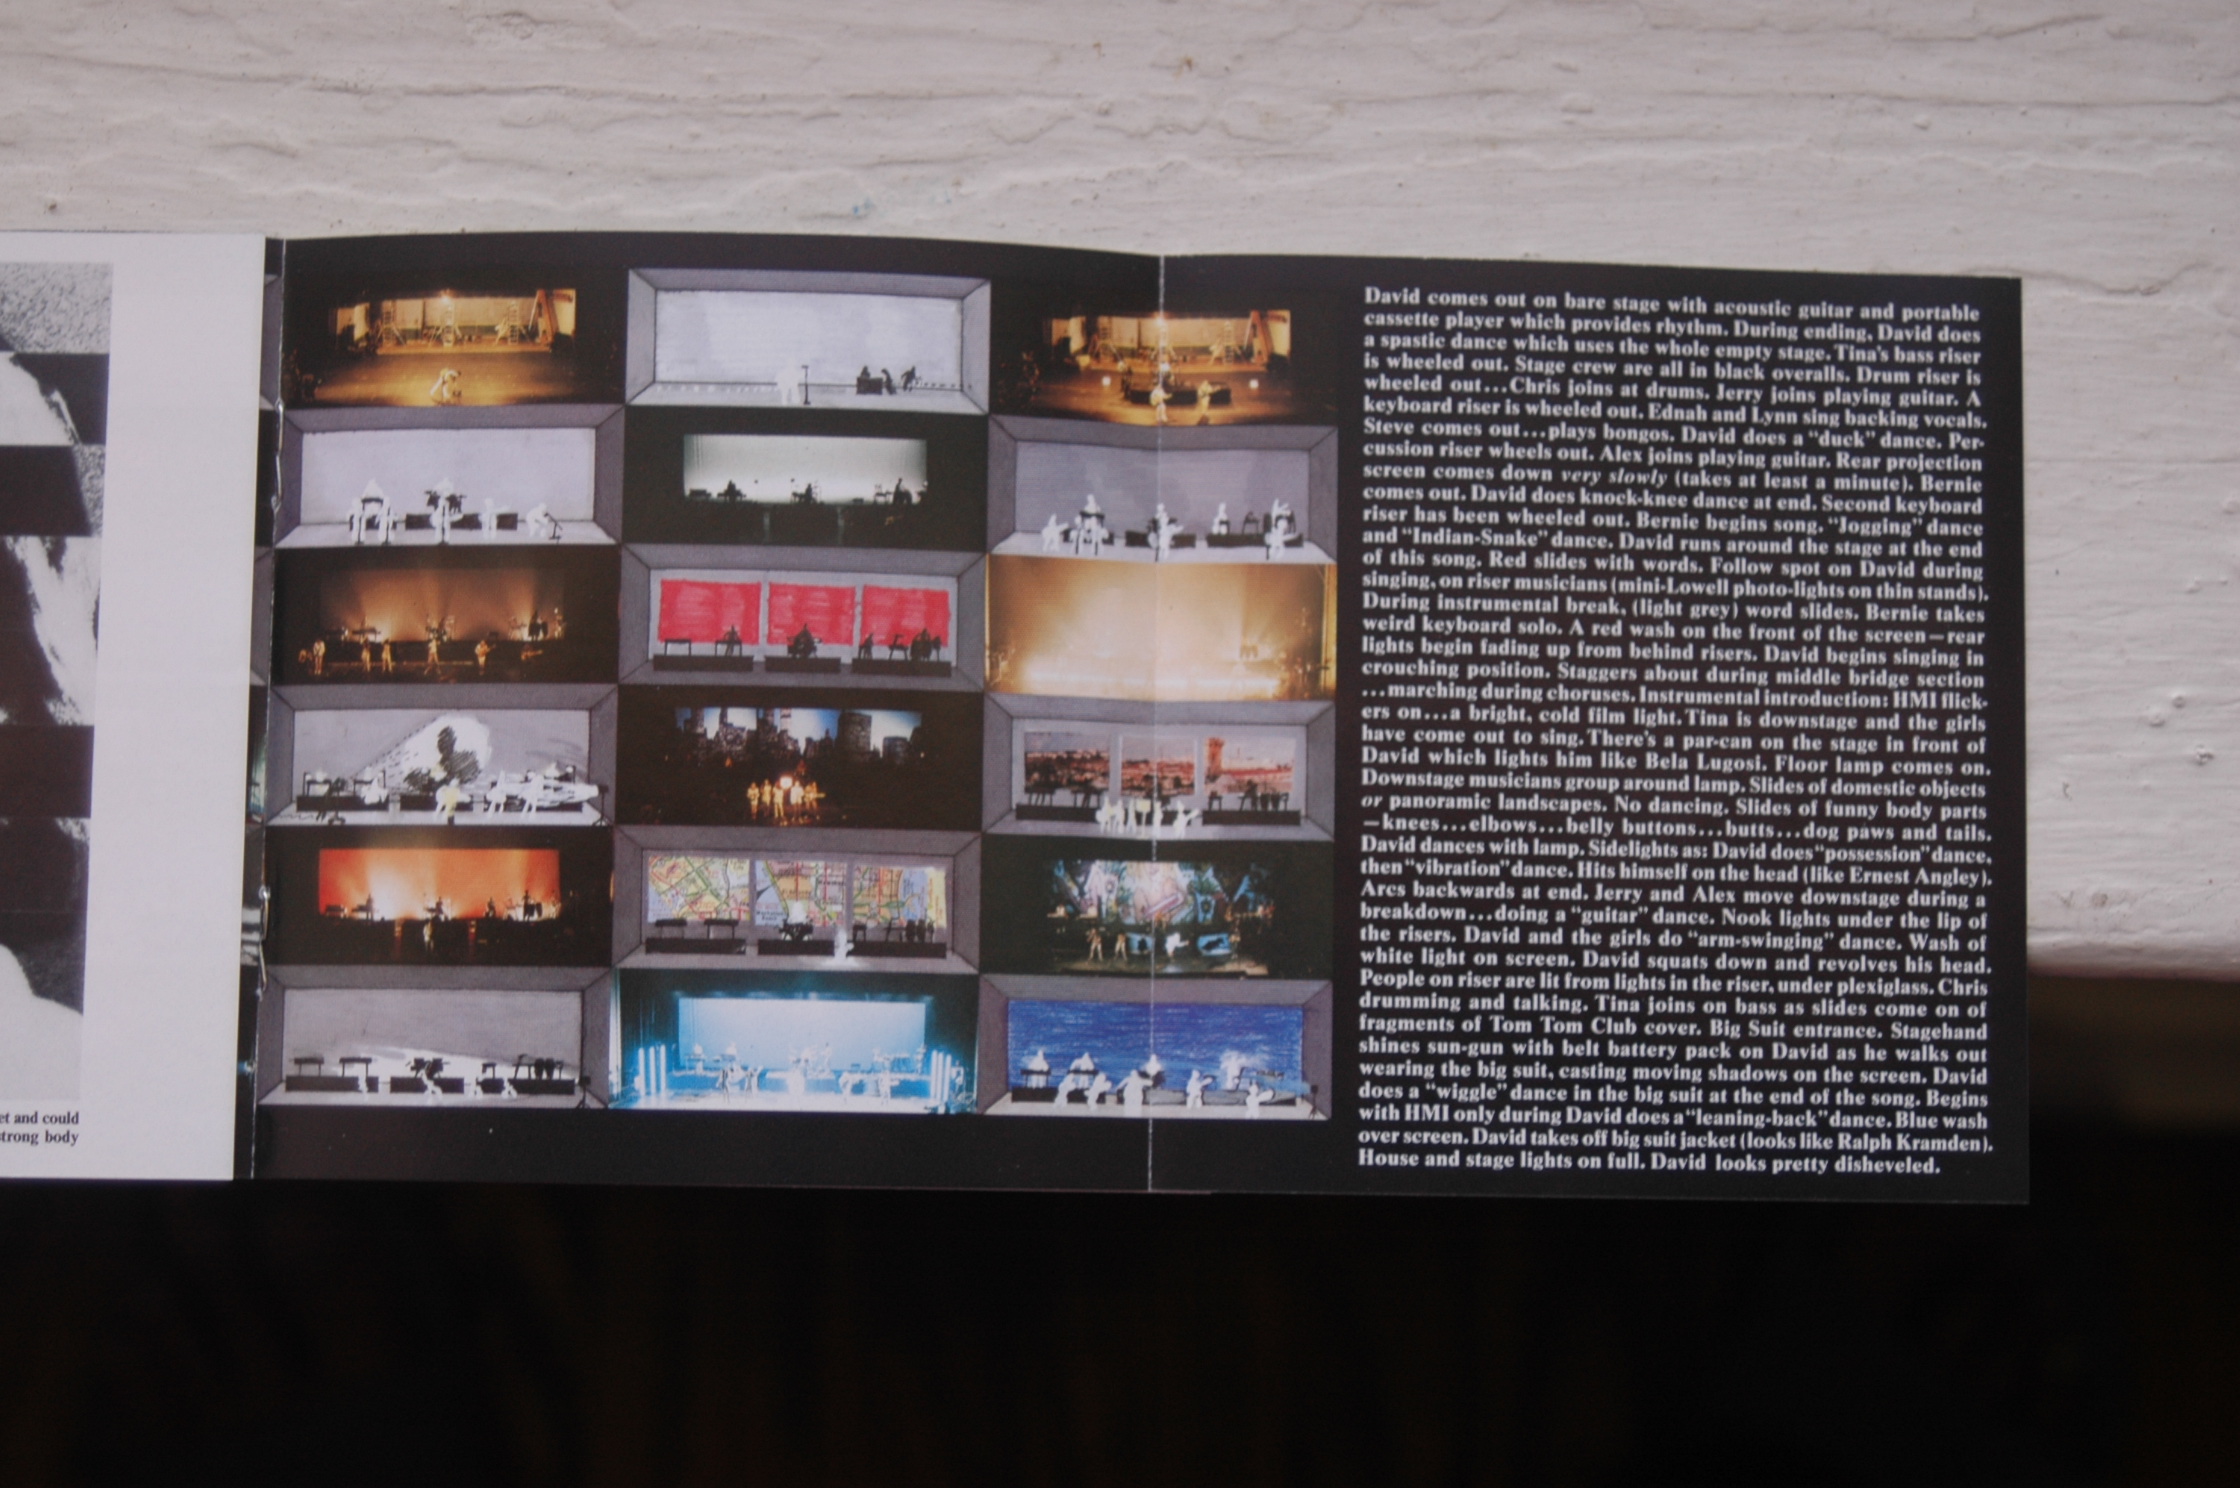 et and could
strong body
David comes out on bare stage with acoustic guitar and portable
cassette player which provides rhythm. During ending, David does
a spastic dance which uses the whole empty stage. Tina's bass riser
is wheeled out. Stage crew are all in black overalls. Drum riser is
wheeled out...Chris joins at drums. Jerry joins playing guitar. A
keyboard riser is wheeled out. Ednah and Lynn sing backing vocals.
Steve comes out...plays bongos. David does a “duck” dance. Per-
cussion riser wheels out. Alex joins playing guitar. Rear projection
screen comes down very slowly (takes at least a minute). Bernie
comes out. David does knock-knee dance at end. Second keyboard
riser has been wheeled out. Bernie begins song. “Jogging” dance
and “Indian-Snake” dance. David runs around the stage at the end
of this song. Red slides with words. Follow spot on David during
singing, on riser musicians (mini-Lowell photo-lights on thin stands).
During instrumental break, (light grey) word slides. Bernie takes
weird keyboard solo. A red wash on the front of the screen—rear
lights begin fading up from behind risers. David begins singing in
crouching position. Staggers about during middle bridge section
...marching during choruses. Instrumental introduction: HMI flick-
ers on...a bright, cold film light. Tina is downstage and the girls
have come out to sing. There's a par-can on the stage in front of
David which lights him like Bela Lugosi. Floor lamp comes on.
Downstage musicians group around lamp. Slides of domestic objects
or panoramic landscapes. No dancing. Slides of funny body parts
—knees...elbows...belly buttons...butts...dog paws and tails.
David dances with lamp. Sidelights as: David does “possession” dance,
then “vibration” dance. Hits himself on the head (like Ernest Angley).
Arcs backwards at end. Jerry and Alex move downstage during a
breakdown...doing a “guitar” dance. Nook lights under the lip of
the risers. David and the girls do “arm-swinging” dance. Wash of
white light on screen. David squats down and revolves his head.
People on riser are lit from lights in the riser, under plexiglass. Chris
drumming and talking. Tina joins on bass as slides come on of
fragments of Tom Tom Club cover. Big Suit entrance. Stagehand
shines sun-gun with belt battery pack on David as he walks out
wearing the big suit, casting moving shadows on the screen. David
does a “wiggle” dance in the big suit at the end of the song. Begins
with HMI only during David does a “leaning-back” dance. Blue wash
over screen. David takes off big suit jacket (looks like Ralph Kramden).
House and stage lights on full. David looks pretty disheveled.